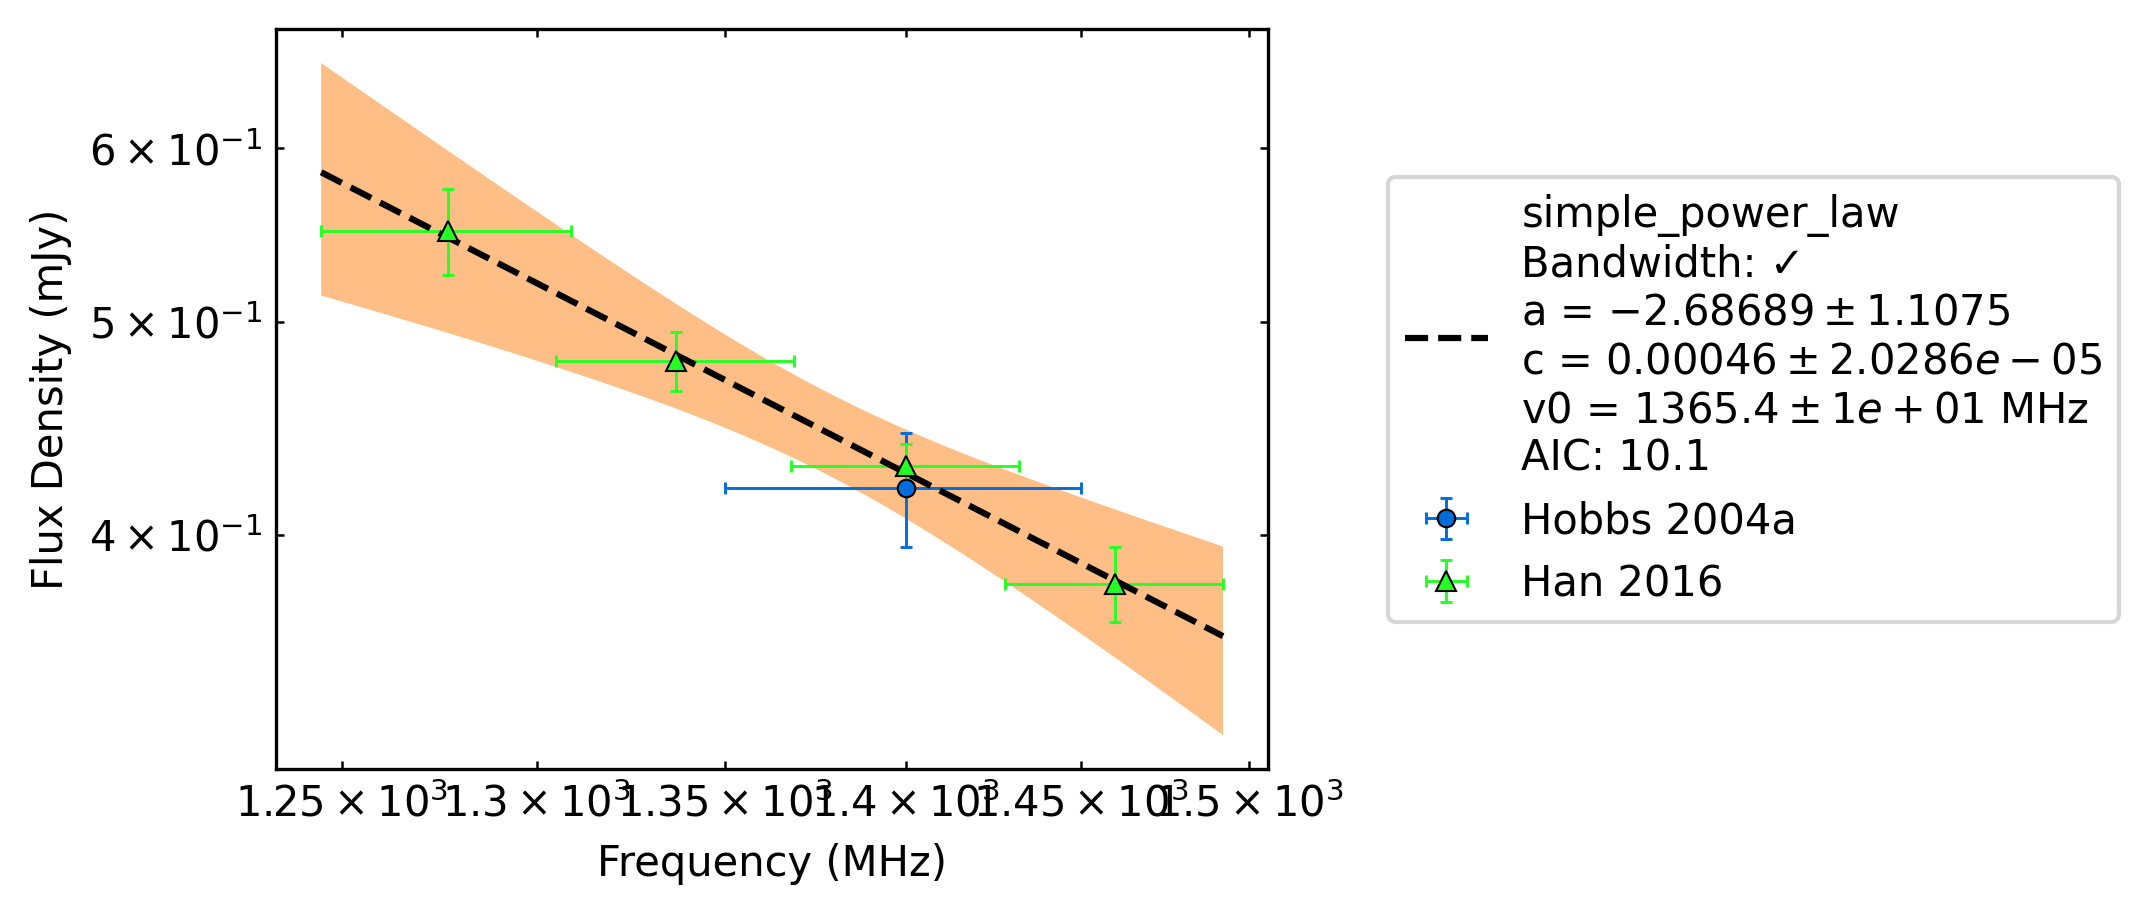 6 × 10⁻¹
5 × 10⁻¹
4 × 10⁻¹
Flux Density (mJy)
1.25 × 10³ 1.3 × 10³ 1.35 × 10³ 1.4 × 10³ 1.45 × 10³ 1.5 × 10³
Frequency (MHz)
simple_power_law
Bandwidth: ✓
a = −2.68689 ± 1.1075
c = 0.00046 ± 2.0286e − 05
v0 = 1365.4 ± 1e + 01 MHz
AIC: 10.1
Hobbs 2004a
Han 2016